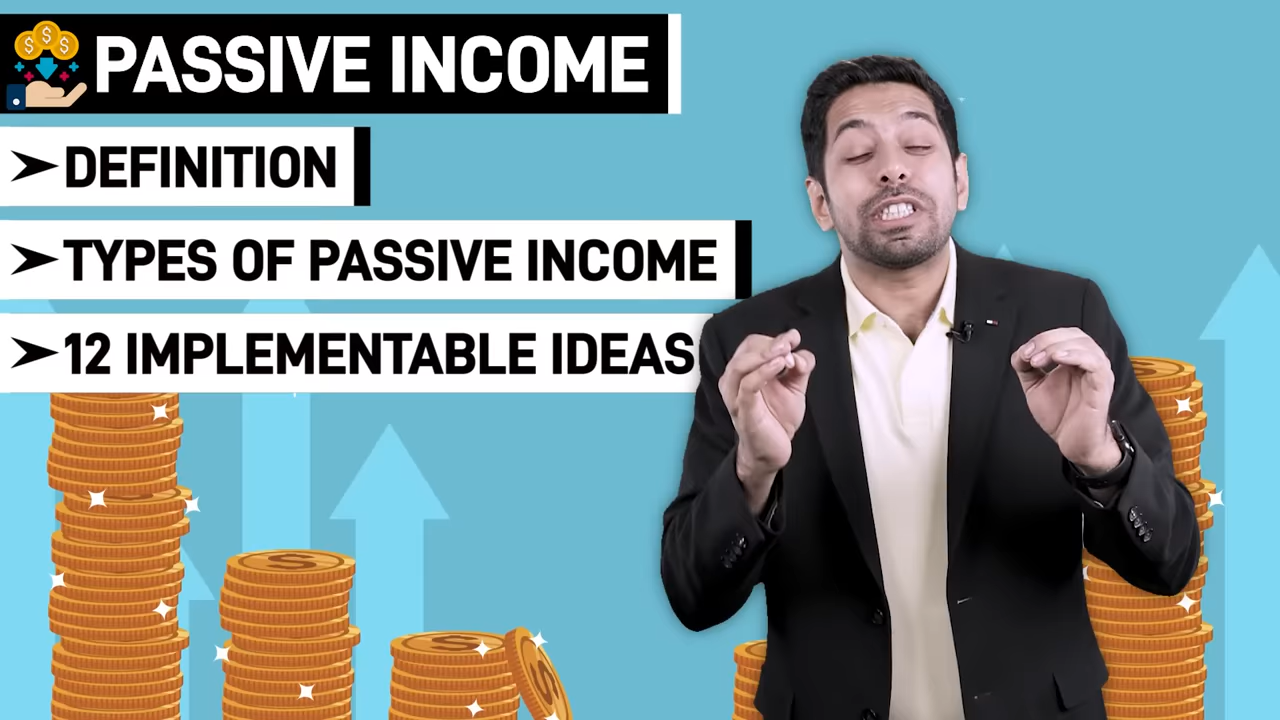 PASSIVE INCOME
DEFINITION
TYPES OF PASSIVE INCOME
12 IMPLEMENTABLE IDEAS